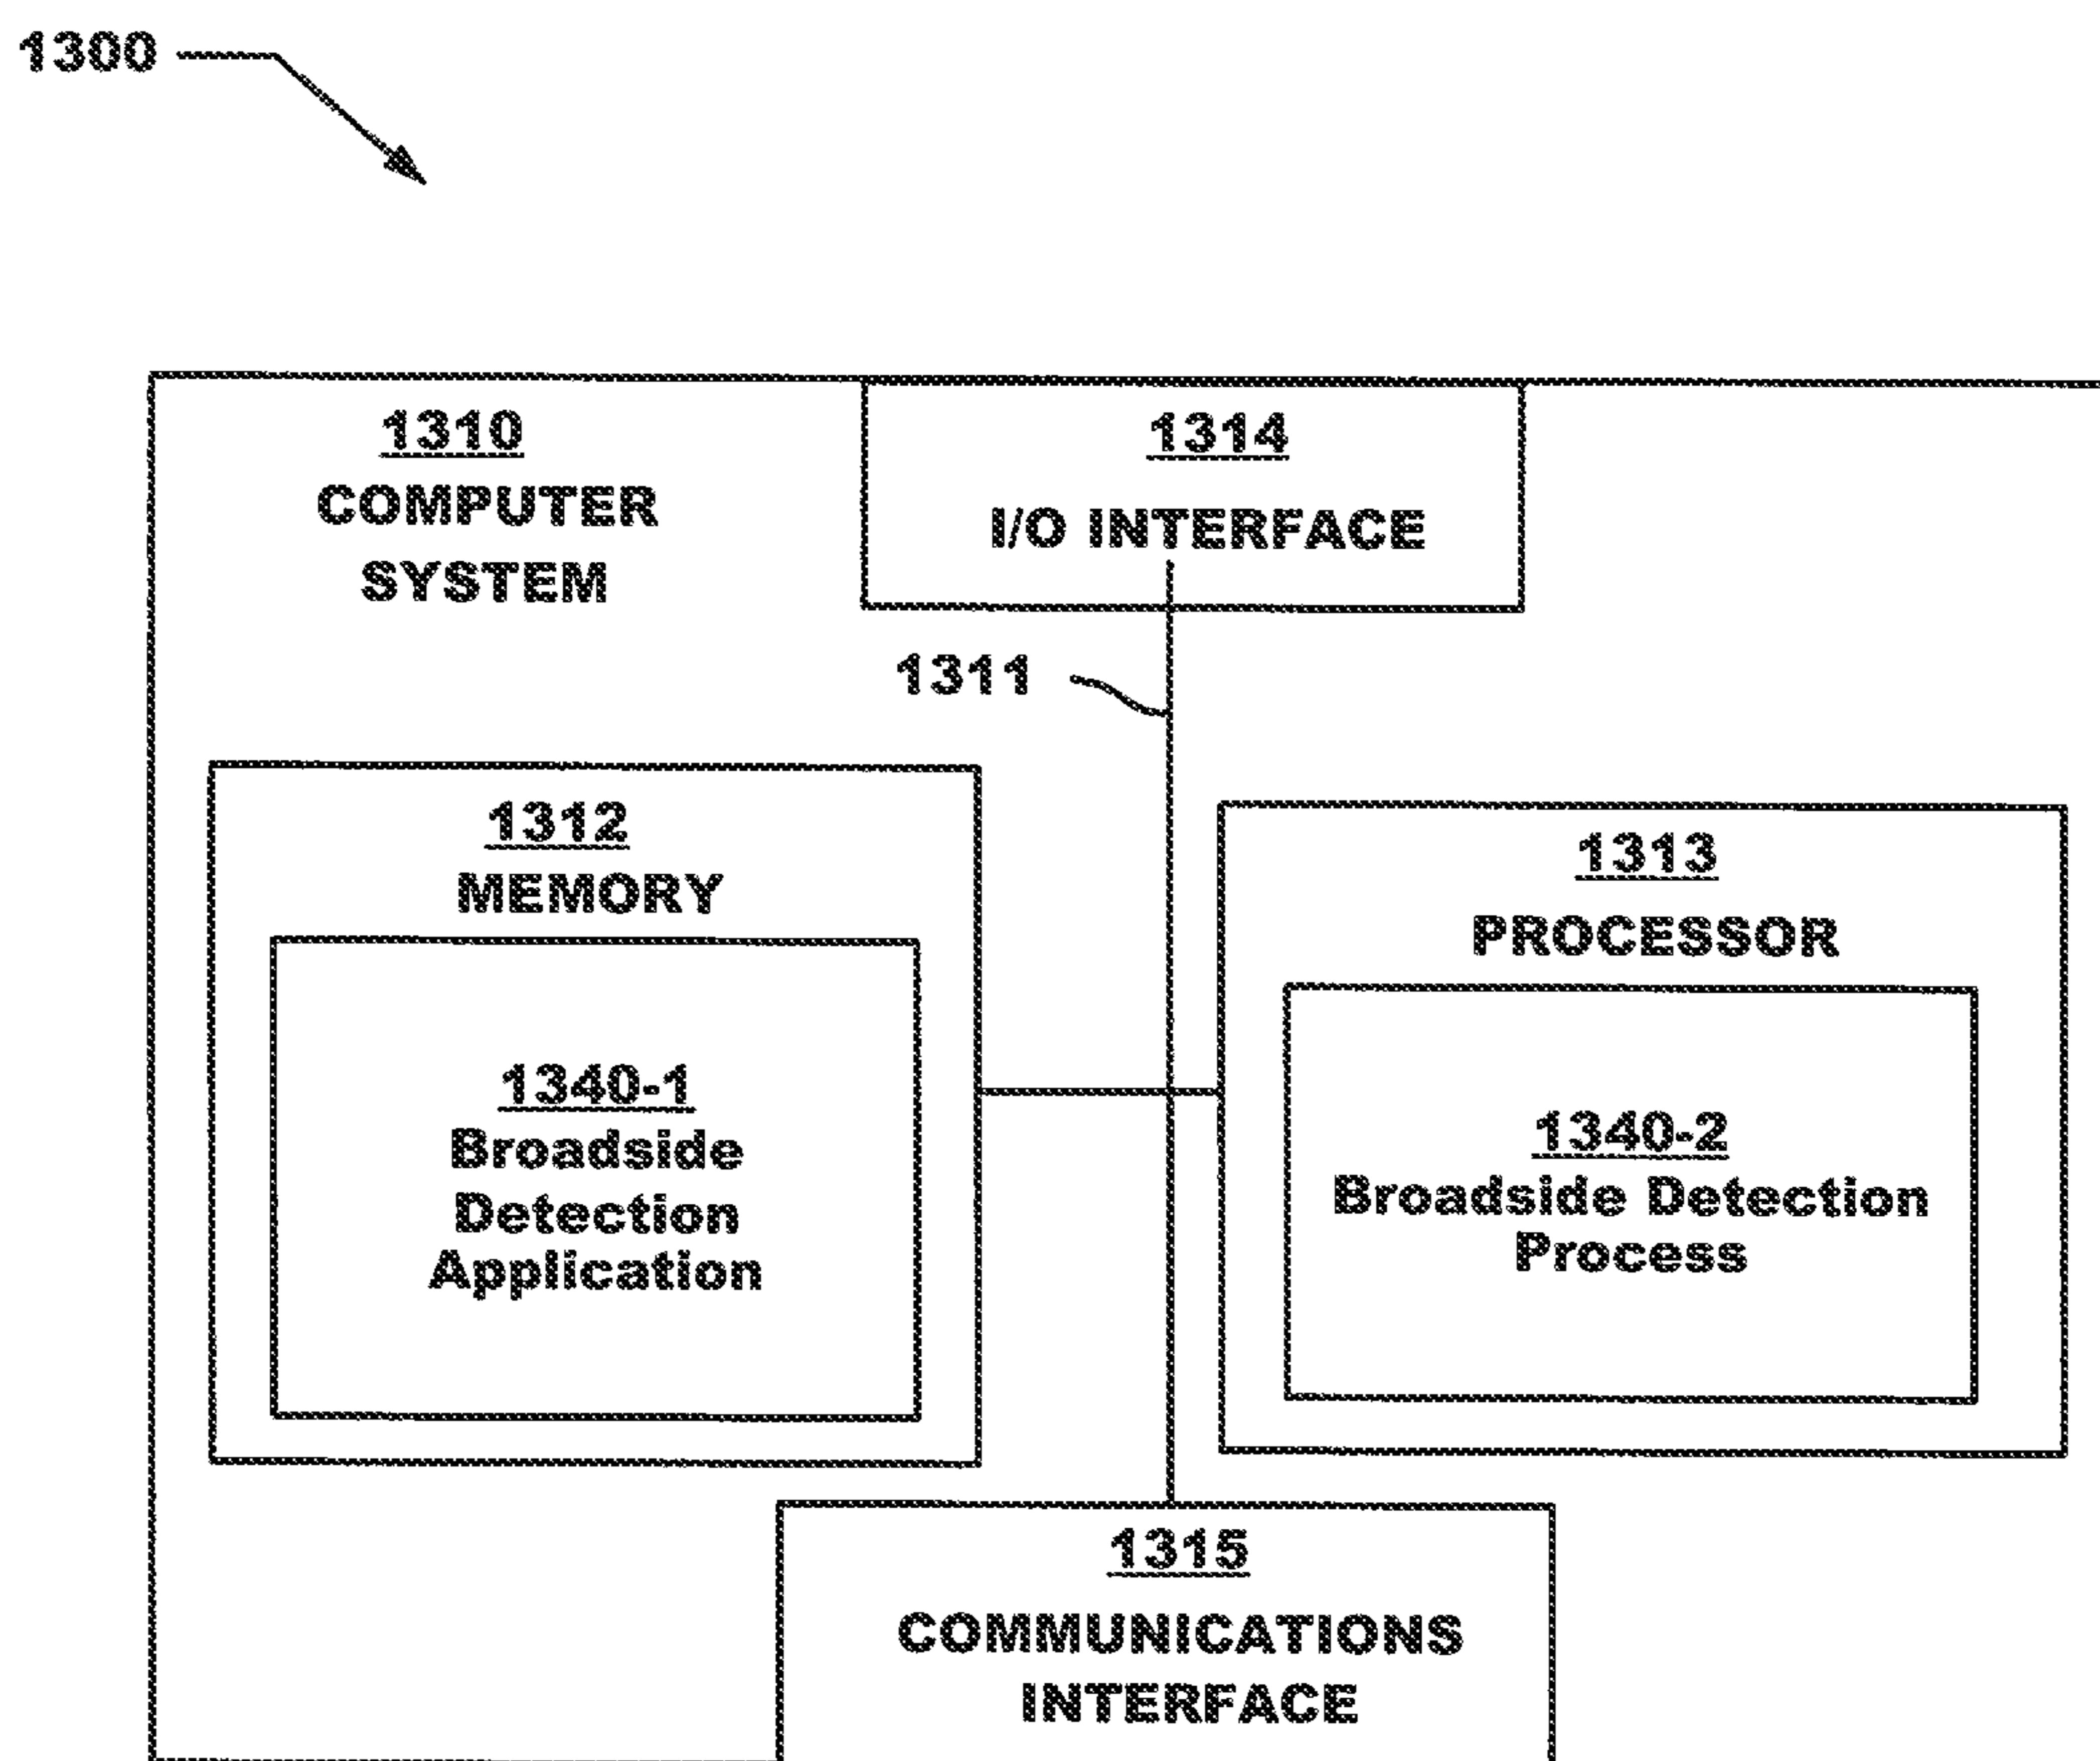 1300
1310
COMPUTER
SYSTEM
1314
I/O INTERFACE
1311
1312
MEMORY
1313
PROCESSOR
1340-1
Broadside
Detection
Application
1340-2
Broadside Detection
Process
1315
COMMUNICATIONS
INTERFACE